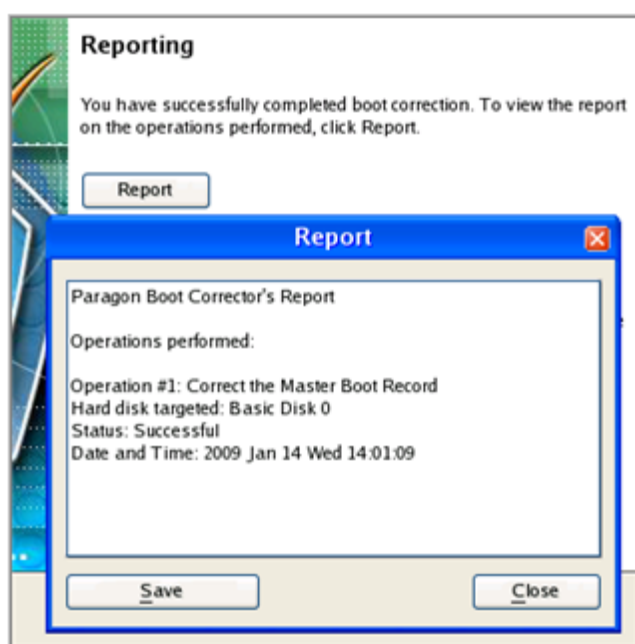 Reporting
You have successfully completed boot correction. To view the report
on the operations performed, click Report.
Report
Report
Paragon Boot Corrector's Report
Operations performed:
Operation #1: Correct the Master Boot Record
Hard disk targeted: Basic Disk 0
Status: Successful
Date and Time: 2009 Jan 14 Wed 14:01:09
Save
Close